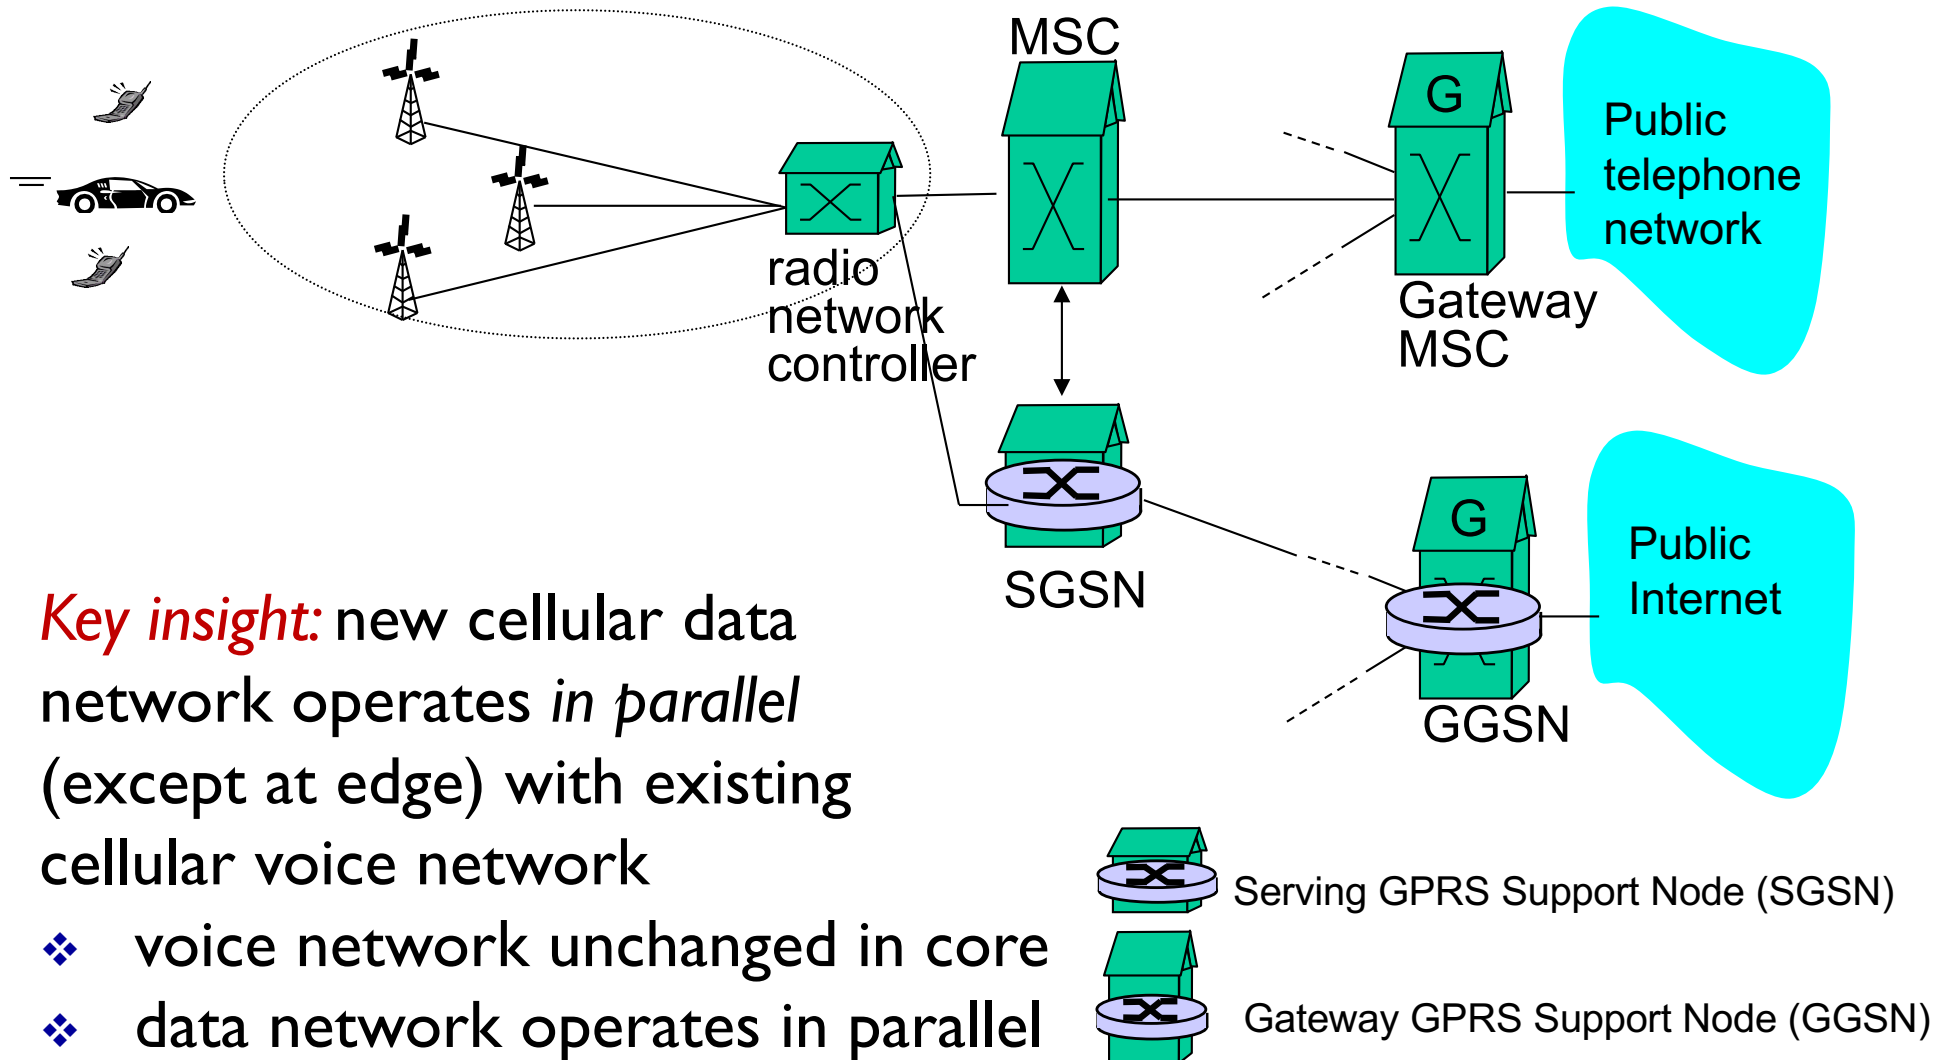 MSC
G
Public
telephone
network
radio
network
controller
Gateway
MSC
SGSN
G
Public
Internet
GGSN
Key insight: new cellular data
network operates in parallel
(except at edge) with existing
cellular voice network
❖ voice network unchanged in core
❖ data network operates in parallel
Serving GPRS Support Node (SGSN)
Gateway GPRS Support Node (GGSN)